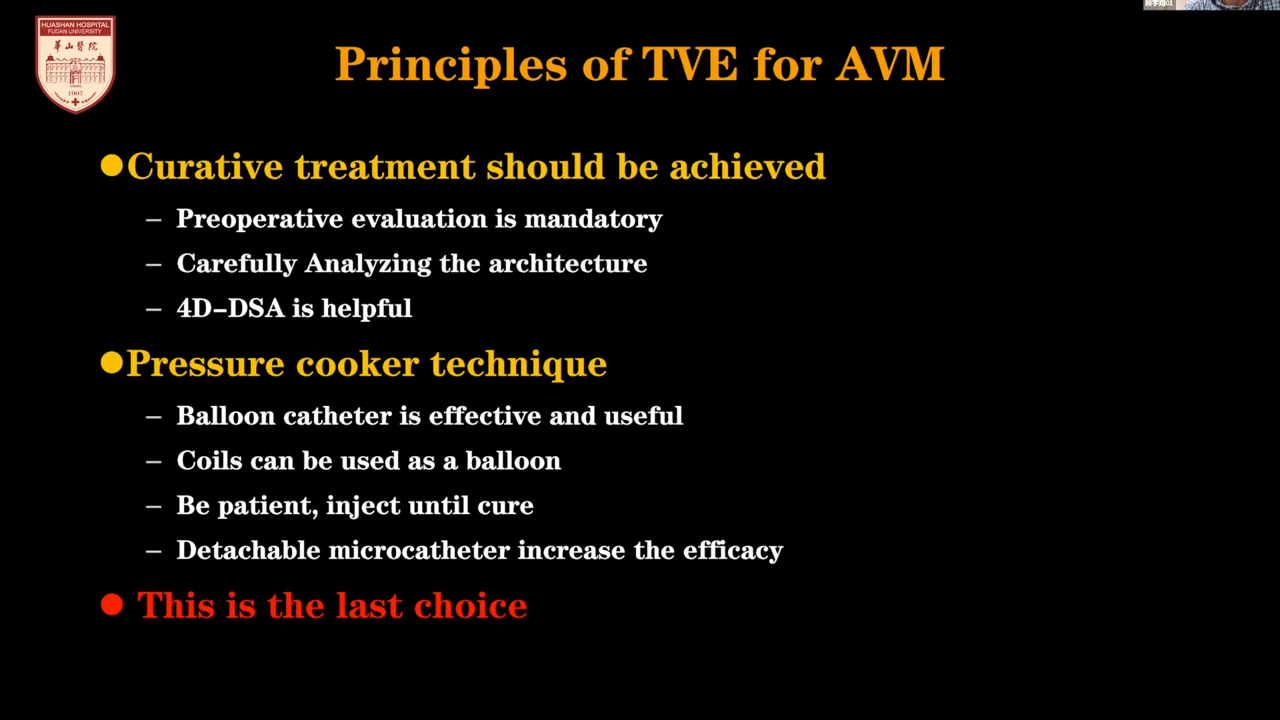 HUASHAN HOSPITAL
FUDAN UNIVERSITY
華山醫院
1907
Principles of TVE for AVM
●Curative treatment should be achieved
– Preoperative evaluation is mandatory
– Carefully Analyzing the architecture
– 4D–DSA is helpful
●Pressure cooker technique
– Balloon catheter is effective and useful
– Coils can be used as a balloon
– Be patient, inject until cure
– Detachable microcatheter increase the efficacy
● This is the last choice